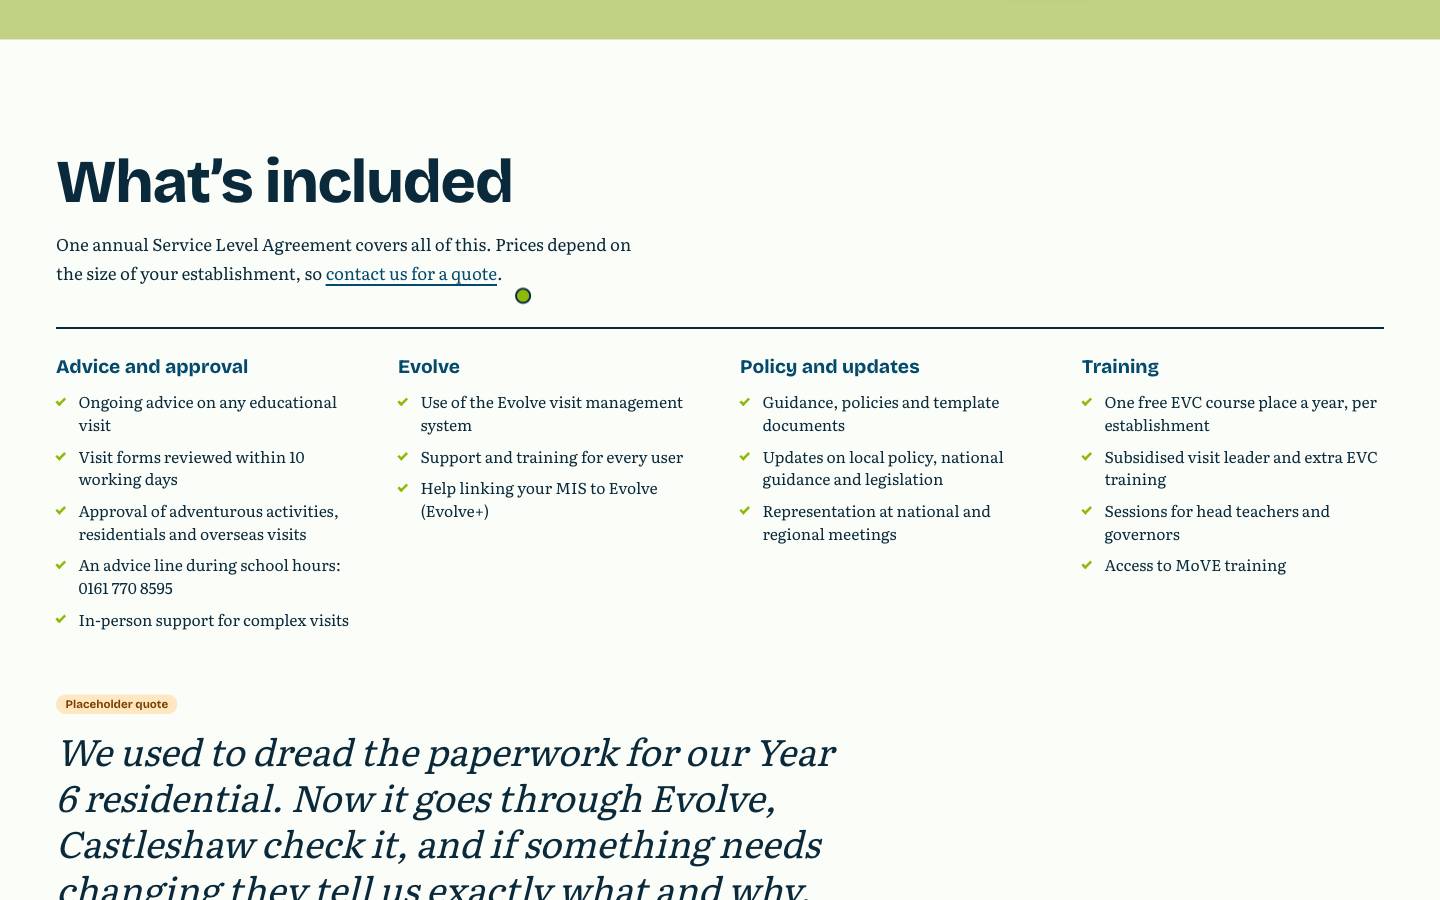 What’s included
One annual Service Level Agreement covers all of this. Prices depend on
the size of your establishment, so contact us for a quote.
Advice and approval
Ongoing advice on any educational
visit
Visit forms reviewed within 10
working days
Approval of adventurous activities,
residentials and overseas visits
An advice line during school hours:
0161 770 8595
In-person support for complex visits
Evolve
Use of the Evolve visit management
system
Support and training for every user
Help linking your MIS to Evolve
(Evolve+)
Policy and updates
Guidance, policies and template
documents
Updates on local policy, national
guidance and legislation
Representation at national and
regional meetings
Training
One free EVC course place a year, per
establishment
Subsidised visit leader and extra EVC
training
Sessions for head teachers and
governors
Access to MoVE training
Placeholder quote
We used to dread the paperwork for our Year
6 residential. Now it goes through Evolve,
Castleshaw check it, and if something needs
changing they tell us exactly what and why.